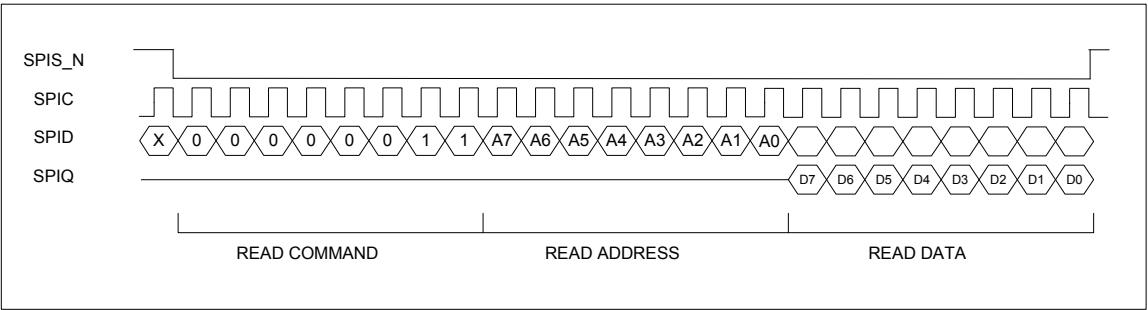 SPIS_N
SPIC
SPID X 0 0 0 0 0 0 1 1 A7 A6 A5 A4 A3 A2 A1 A0
SPIQ D7 D6 D5 D4 D3 D2 D1 D0
READ COMMAND READ ADDRESS READ DATA